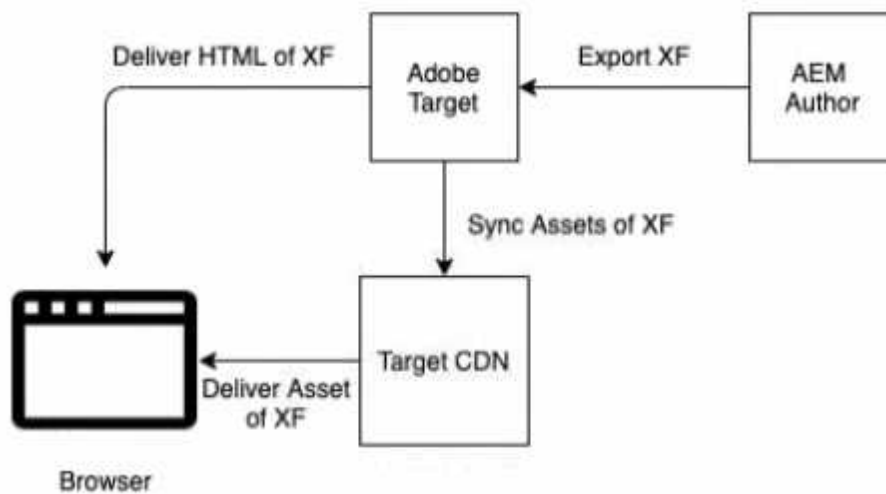 Deliver HTML of XF
Adobe
Target
Export XF
AEM
Author
Sync Assets of XF
Target CDN
Deliver Asset
of XF
Browser